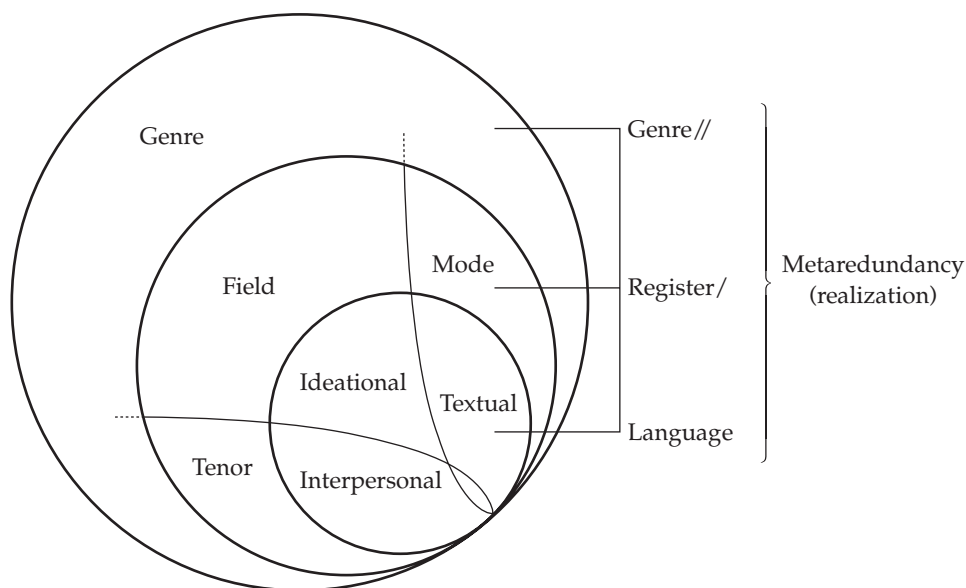 Genre
Genre//
Mode
Field
Register/
Metaredundancy
(realization)
Ideational
Textual
Language
Tenor
Interpersonal